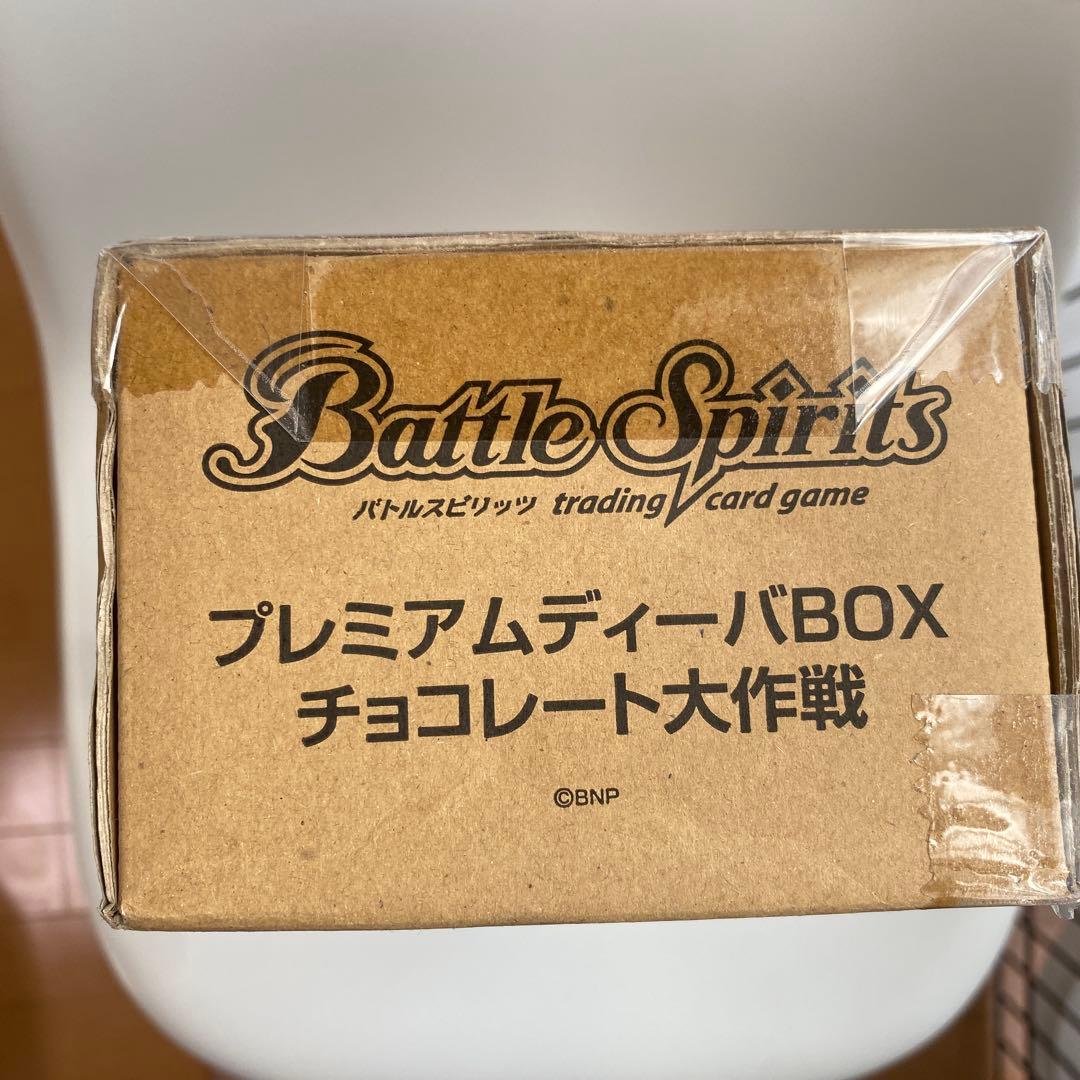 Battle Spirits
バトルスピリッツ trading card game
プレミアムディーバBOX
チョコレート大作戦
©BNP